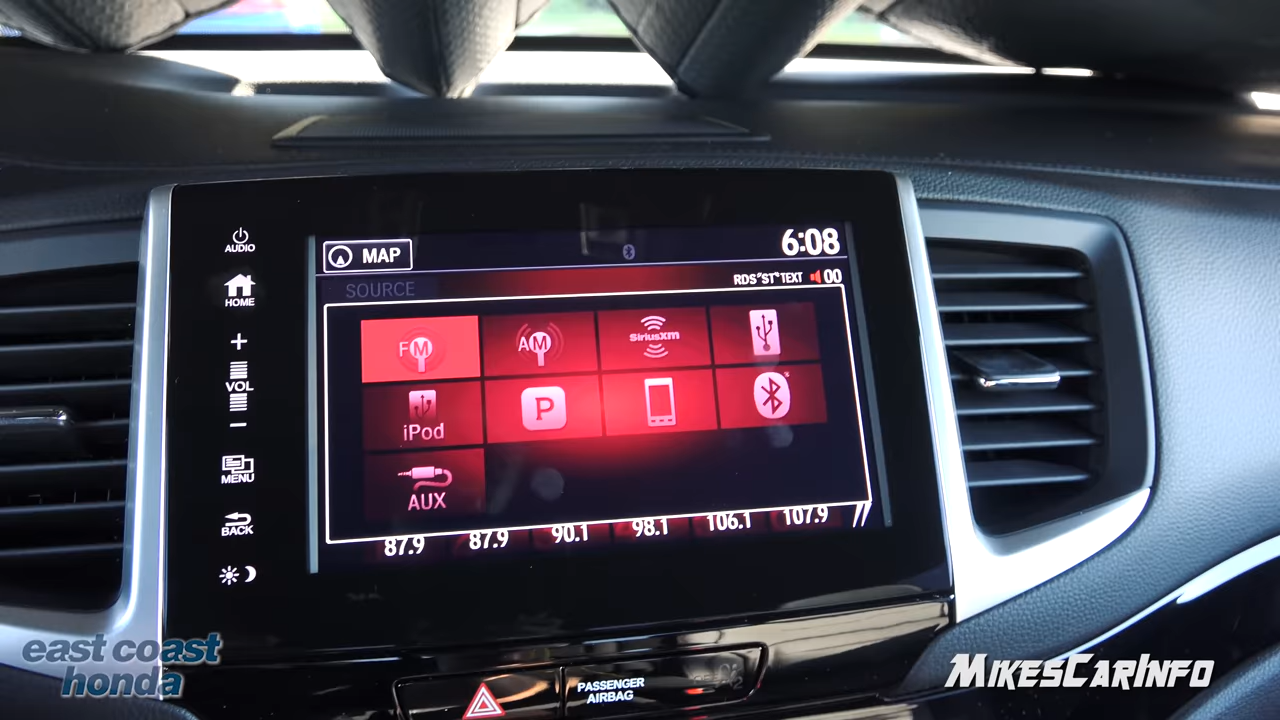 AUDIO
HOME
+
VOL
−
MENU
BACK
MAP
6:08
SOURCE
RDS "ST" TEXT 00
FM
AM
SiriusXM
iPod
P
AUX
87.9 87.9 90.1 98.1 106.1 107.9
PASSENGER
AIRBAG
east coast
honda
MIKESCARINFO